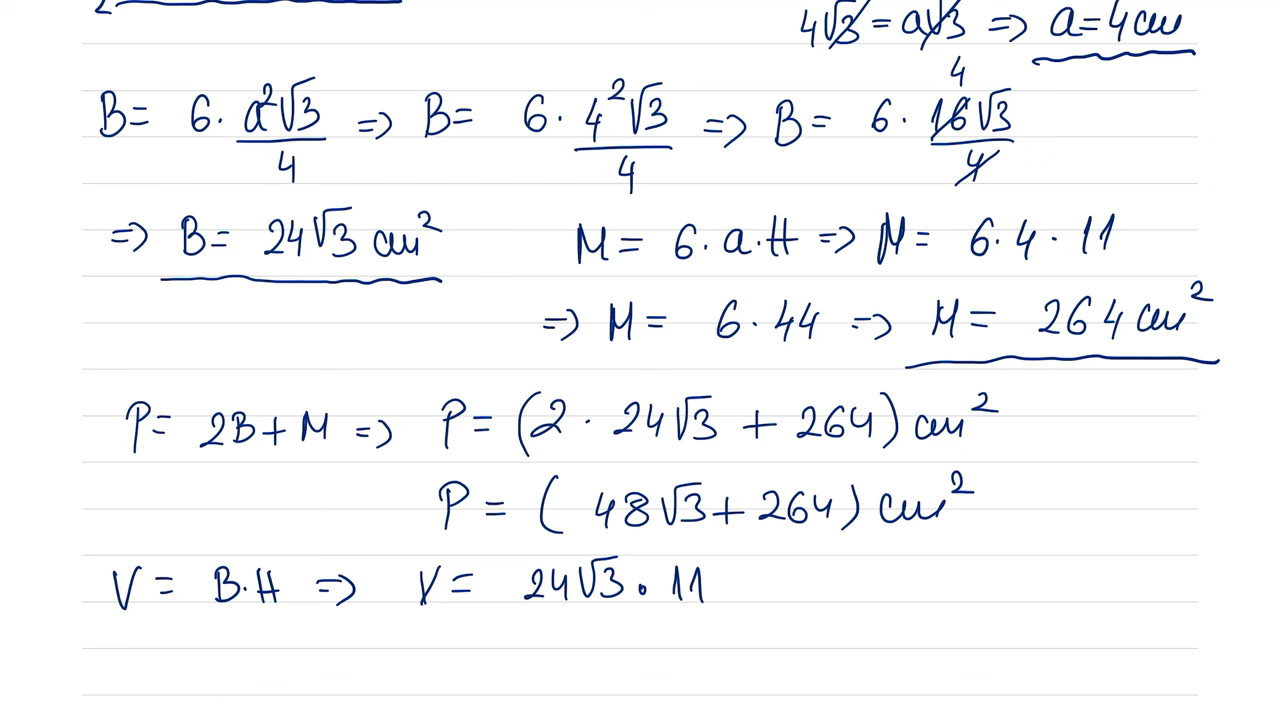 4√3 = a√3 => a = 4 cm
B = 6 · a²√3/4 => B = 6 · 4²√3/4 => B = 6 · 16√3/4 4
=> B = 24√3 cm² M = 6 · a · H => M = 6 · 4 · 11
=> M = 6 · 44 => M = 264 cm²
P = 2B + M => P = (2 · 24√3 + 264) cm²
P = (48√3 + 264) cm²
V = B · H => V = 24√3 · 11